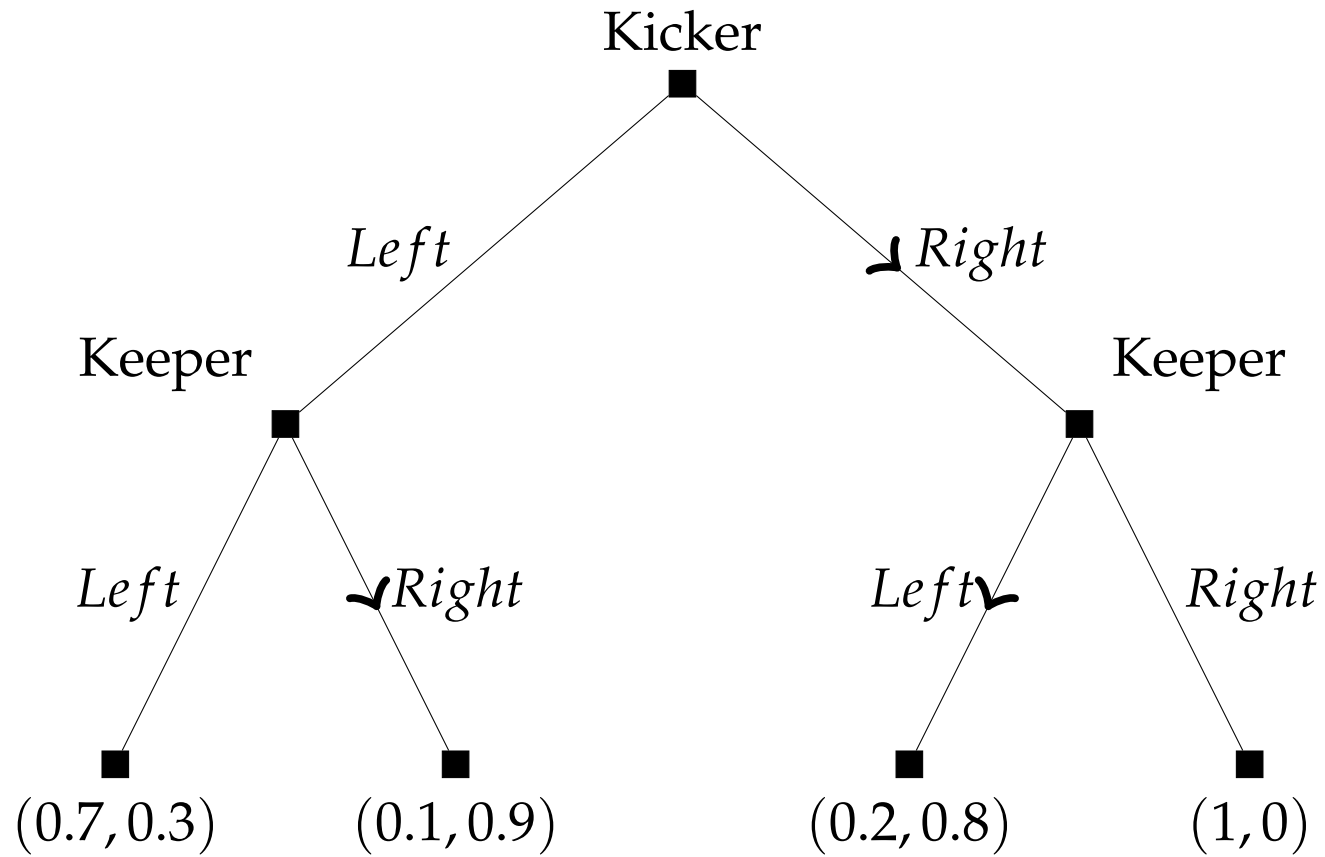 Kicker
Left
Right
Keeper
Keeper
Left
Right
Left
Right
(0.7, 0.3)
(0.1, 0.9)
(0.2, 0.8)
(1, 0)